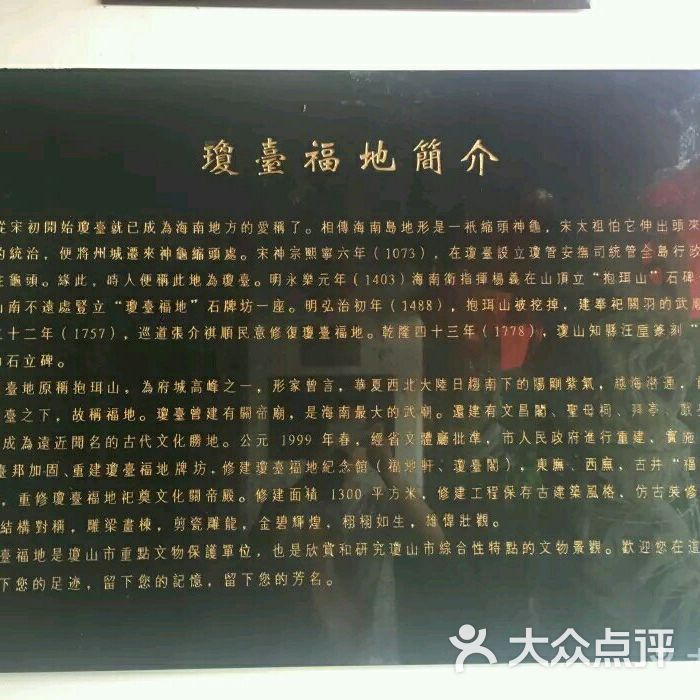 瓊臺福地簡介
從宋初開始瓊臺就已成為海南地方的愛稱了。相傳海南島地形是一祇縮頭神龜，宋太祖怕它伸出頭來
的統治，便將州城遷來神龜縮頭處。宋神宗熙寧六年（1073），在瓊臺設立瓊管安撫司統管全島行政
在龜頭。緣此，時人便稱此地為瓊臺。明永樂元年（1403）海南衛指揮楊義在山頂立“抱珥山”石碑
山南不遠處豎立“瓊臺福地”石牌坊一座。明弘治初年（1488），抱珥山被挖掉，建奉祀關羽的武廟
二十二年（1757），巡道張介祺順民意修復瓊臺福地。乾隆四十三年（1778），瓊山知縣汪垕篆刻
石立碑。
臺地原稱抱珥山，為府城高峰之一，形家曾言，華夏西北大陸日趨南下的陽剛紫氣，越海潛通，
臺之下，故稱福地。瓊臺曾建有關帝廟，是海南最大的武廟。還建有文昌閣、聖母祠、拜亭、
成為遠近聞名的古代文化勝地。公元 1999 年春，經省文體廳批準，市人民政府進行重建，實施
臺邦加固、重建瓊臺福地牌坊，修建瓊臺福地紀念館（福地軒、瓊臺閣），東廡、西廡、古井“福
，重修瓊臺福地祀奠文化關帝殿。修建面積 1300 平方米，修建工程保存古建築風格，仿古裝修
結構對稱，雕梁畫棟，剪瓷雕龍，金碧輝煌，栩栩如生，雄偉壯觀。
臺福地是瓊山市重點文物保護單位，也是欣賞和研究瓊山市綜合性特點的文物景觀。歡迎您在這
下您的足迹，留下您的記憶，留下您的芳名。
大众点评